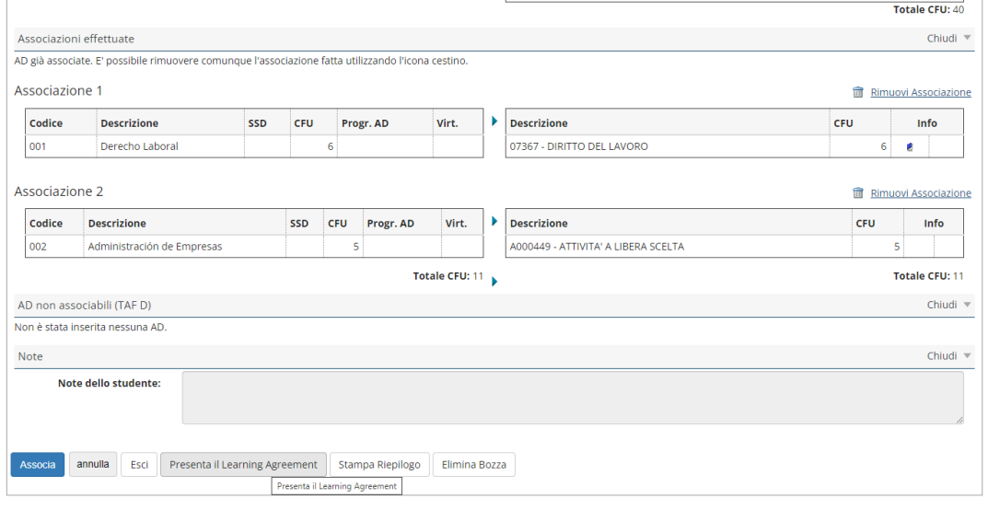 Totale CFU: 40
Associazioni effettuate Chiudi
AD già associate. E' possibile rimuovere comunque l'associazione fatta utilizzando l'icona cestino.
Associazione 1 Rimuovi Associazione
Codice Descrizione SSD CFU Progr. AD Virt. Descrizione CFU Info
001 Derecho Laboral 6 07367 - DIRITTO DEL LAVORO 6
Associazione 2 Rimuovi Associazione
Codice Descrizione SSD CFU Progr. AD Virt. Descrizione CFU Info
002 Administración de Empresas 5 A000449 - ATTIVITA' A LIBERA SCELTA 5
Totale CFU: 11 Totale CFU: 11
AD non associabili (TAF D) Chiudi
Non è stata inserita nessuna AD.
Note Chiudi
Note dello studente:
Associa annulla Esci Presenta il Learning Agreement Stampa Riepilogo Elimina Bozza
Presenta il Learning Agreement